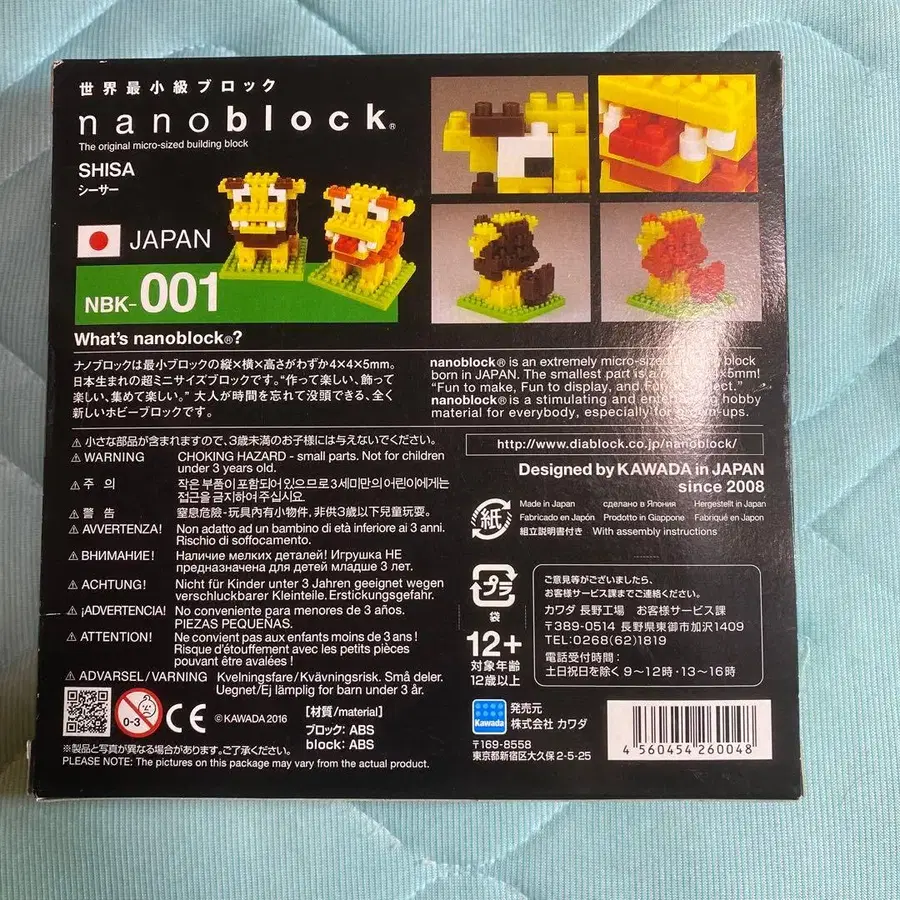 世界最小級ブロック
nanoblock®
The original micro-sized building block
SHISA
シーサー
JAPAN
NBK-001
What's nanoblock®?
ナノブロックは最小ブロックの縦×横×高さがわずか4×4×5mm。
日本生まれの超ミニサイズブロックです。"作って楽しい、飾って
楽しい、集めて楽しい。" 大人が時間を忘れて没頭できる、全く
新しいホビーブロックです。
nanoblock® is an extremely micro-sized building block
born in JAPAN. The smallest part is a 5mm!
"Fun to make, Fun to display, and Fun to collect."
nanoblock® is a stimulating and entertaining hobby
material for everybody, especially for grown-ups.
⚠ 小さな部品が含まれますので、3歳未満のお子様には与えないでください。
⚠ WARNING CHOKING HAZARD - small parts. Not for children
under 3 years old.
⚠ 주 의 작은 부품이 포함되어 있으므로 3세미만의 어린이에게는
접근을 금지하여 주십시요.
⚠ 警 告 窒息危險 - 玩具內有小物件, 非供3歲以下兒童玩耍。
⚠ AVVERTENZA! Non adatto ad un bambino di età inferiore ai 3 anni.
Rischio di soffocamento.
⚠ ВНИМАНИЕ! Наличие мелких деталей! Игрушка НЕ
предназначена для детей младше 3 лет.
⚠ ACHTUNG! Nicht für Kinder unter 3 Jahren geeignet wegen
verschluckbarer Kleinteile. Erstickungsgefahr.
⚠ ¡ADVERTENCIA! No conveniente para menores de 3 años.
PIEZAS PEQUEÑAS.
⚠ ATTENTION! Ne convient pas aux enfants moins de 3 ans!
Risque d'étouffement avec les petits pièces
pouvant être avalées!
⚠ ADVARSEL/VARNING Kvelningsfare/Kvävningsrisk. Små deler.
Uegnet/Ej lämplig for barn under 3 år.
0-3
CE
© KAWADA 2016
【材質/material】
ブロック: ABS
block: ABS
※製品と写真が異なる場合があります。ご了承ください。
PLEASE NOTE: The pictures on this package may vary from the actual product.
http://www.diablock.co.jp/nanoblock/
Designed by KAWADA in JAPAN
since 2008
紙
Made in Japan сделано в Японии Hergestellt in Japan
Fabricado en Japón Prodotto in Giappone Fabriqué en Japon
組立説明書付き With assembly instructions
プラ
袋
12+
対象年齢
12歳以上
ご意見等がございましたら、
お客様サービス課までご連絡ください。
カワダ 長野工場 お客様サービス課
〒389-0514 長野県東御市加沢1409
TEL:0268(62)1819
電話受付時間:
土日祝日を除く 9〜12時・13〜16時
Kawada
発売元
株式会社 カワダ
〒169-8558
東京都新宿区大久保2-5-25
4 560454 260048